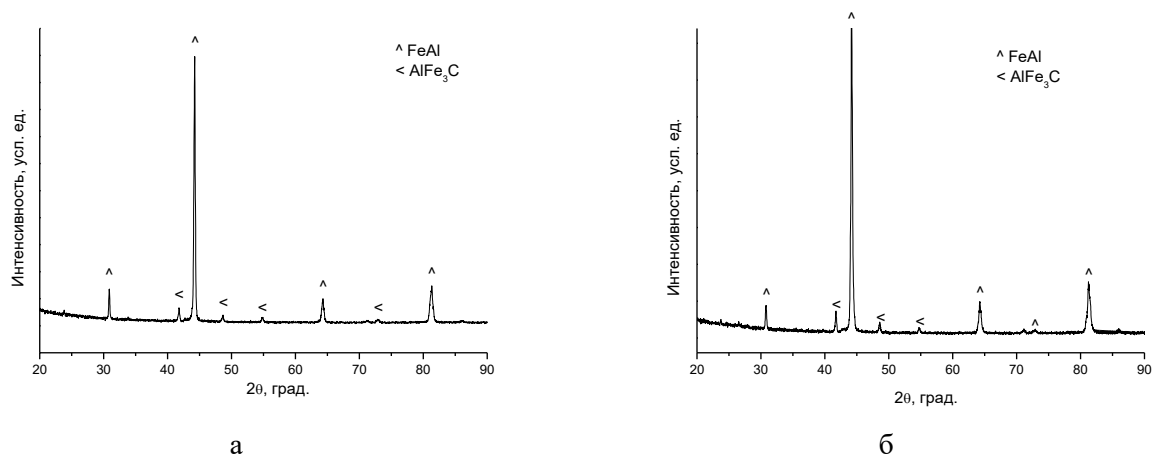 ^ FeAl
< AlFe₃C
Интенсивность, усл. ед.
^
^
<
<
<
^
<
^
20 30 40 50 60 70 80 90
2θ, град.
а
^ FeAl
< AlFe₃C
Интенсивность, усл. ед.
^
^
<
<
<
^
^
^
20 30 40 50 60 70 80 90
2θ, град.
б